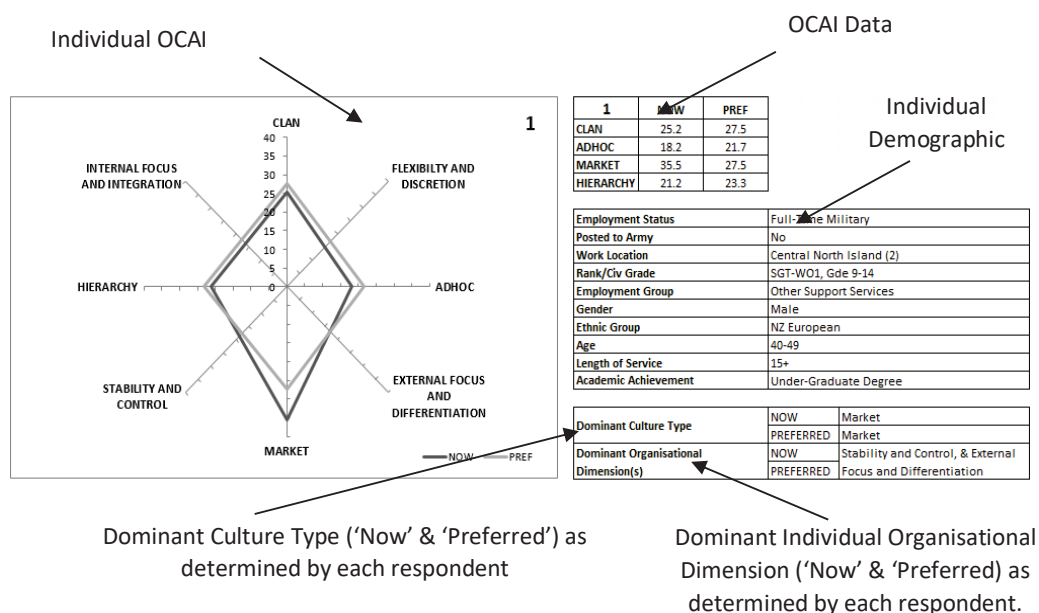 Individual OCAI
OCAI Data
Individual
Demographic
1
CLAN
40
35
30
25
20
15
10
5
0
INTERNAL FOCUS
AND INTEGRATION
FLEXIBILTY AND
DISCRETION
HIERARCHY
ADHOC
STABILITY AND
CONTROL
EXTERNAL FOCUS
AND
DIFFERENTIATION
MARKET
NOW PREF
1 NOW PREF
CLAN 25.2 27.5
ADHOC 18.2 21.7
MARKET 35.5 27.5
HIERARCHY 21.2 23.3
Employment Status Full-Time Military
Posted to Army No
Work Location Central North Island (2)
Rank/Civ Grade SGT-WO1, Gde 9-14
Employment Group Other Support Services
Gender Male
Ethnic Group NZ European
Age 40-49
Length of Service 15+
Academic Achievement Under-Graduate Degree
Dominant Culture Type NOW Market
PREFERRED Market
Dominant Organisational NOW Stability and Control, & External
Dimension(s) PREFERRED Focus and Differentiation
Dominant Culture Type (‘Now’ & ‘Preferred’) as
determined by each respondent
Dominant Individual Organisational
Dimension (‘Now’ & ‘Preferred) as
determined by each respondent.